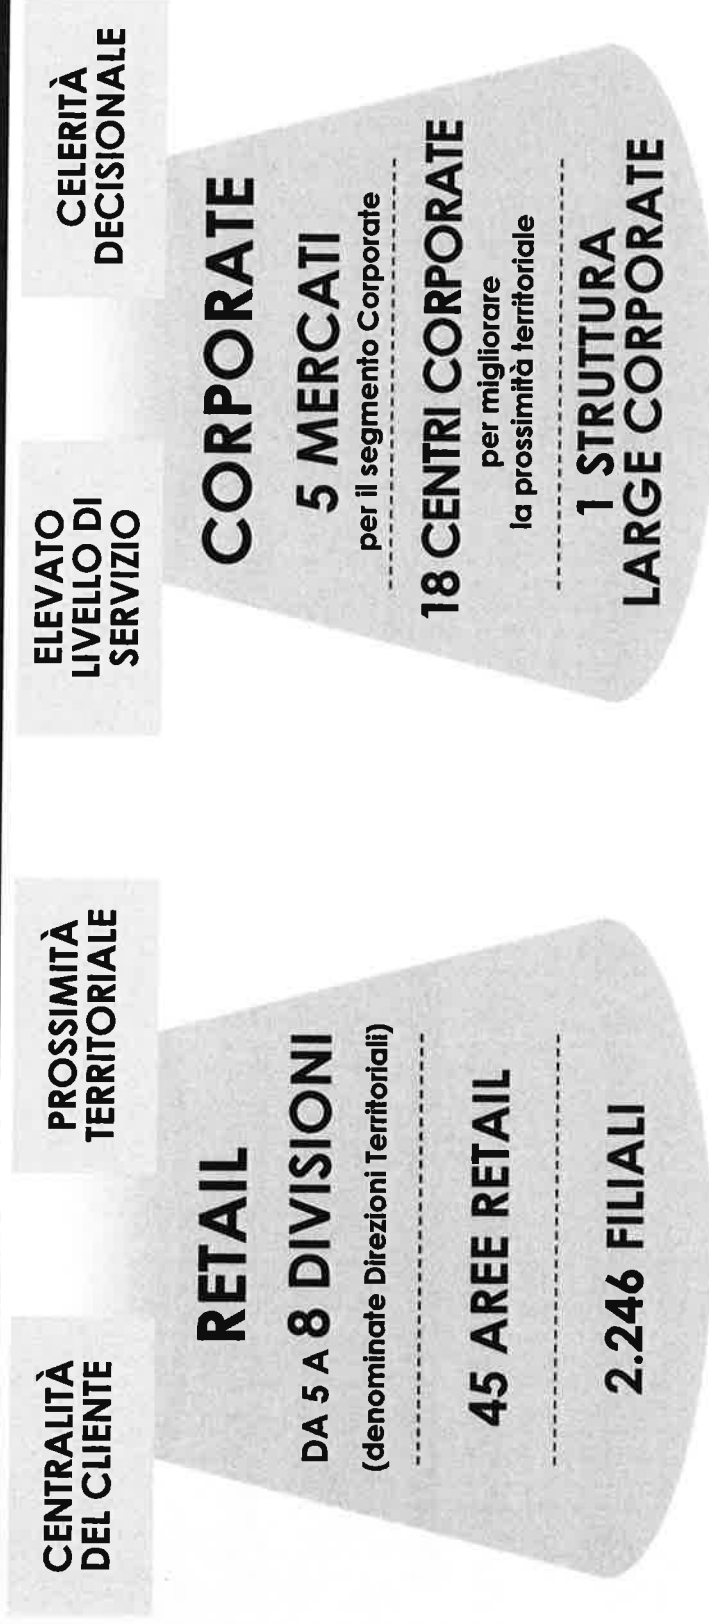 CENTRALITÀ
DEL CLIENTE
PROSSIMITÀ
TERRITORIALE
ELEVATO
LIVELLO DI
SERVIZIO
CELERITÀ
DECISIONALE
RETAIL
DA 5 A 8 DIVISIONI
(denominate Direzioni Territoriali)
45 AREE RETAIL
2.246 FILIALI
CORPORATE
5 MERCATI
per il segmento Corporate
18 CENTRI CORPORATE
per migliorare
la prossimità territoriale
1 STRUTTURA
LARGE CORPORATE